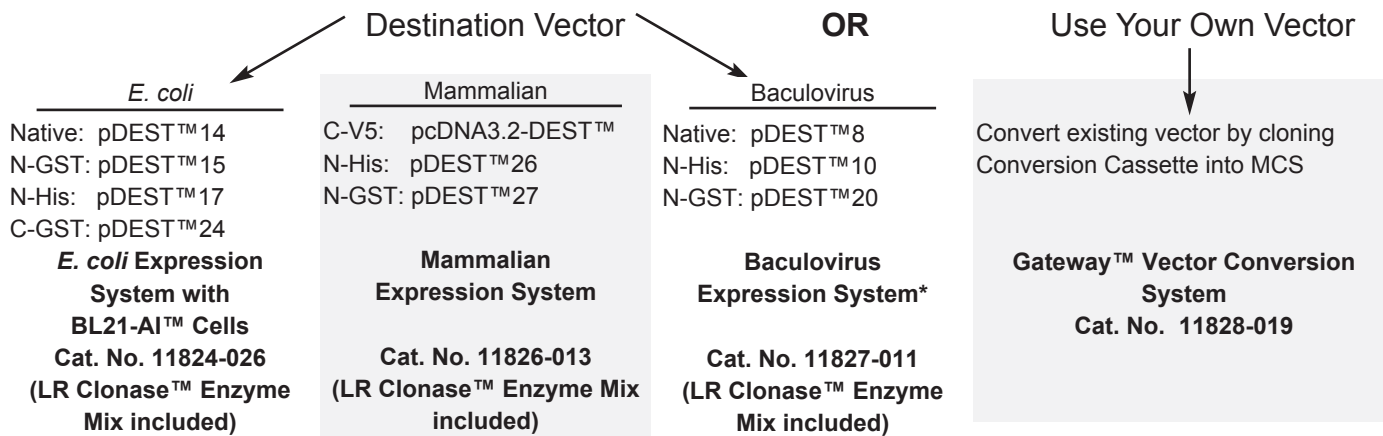 Destination Vector
OR
Use Your Own Vector
E. coli
Native: pDEST™14
N-GST: pDEST™15
N-His: pDEST™17
C-GST: pDEST™24
E. coli Expression
System with
BL21-AI™ Cells
Cat. No. 11824-026
(LR Clonase™ Enzyme
Mix included)
Mammalian
C-V5: pcDNA3.2-DEST™
N-His: pDEST™26
N-GST: pDEST™27
Mammalian
Expression System
Cat. No. 11826-013
(LR Clonase™ Enzyme Mix
included)
Baculovirus
Native: pDEST™8
N-His: pDEST™10
N-GST: pDEST™20
Baculovirus
Expression System*
Cat. No. 11827-011
(LR Clonase™ Enzyme
Mix included)
Convert existing vector by cloning
Conversion Cassette into MCS
Gateway™ Vector Conversion
System
Cat. No. 11828-019